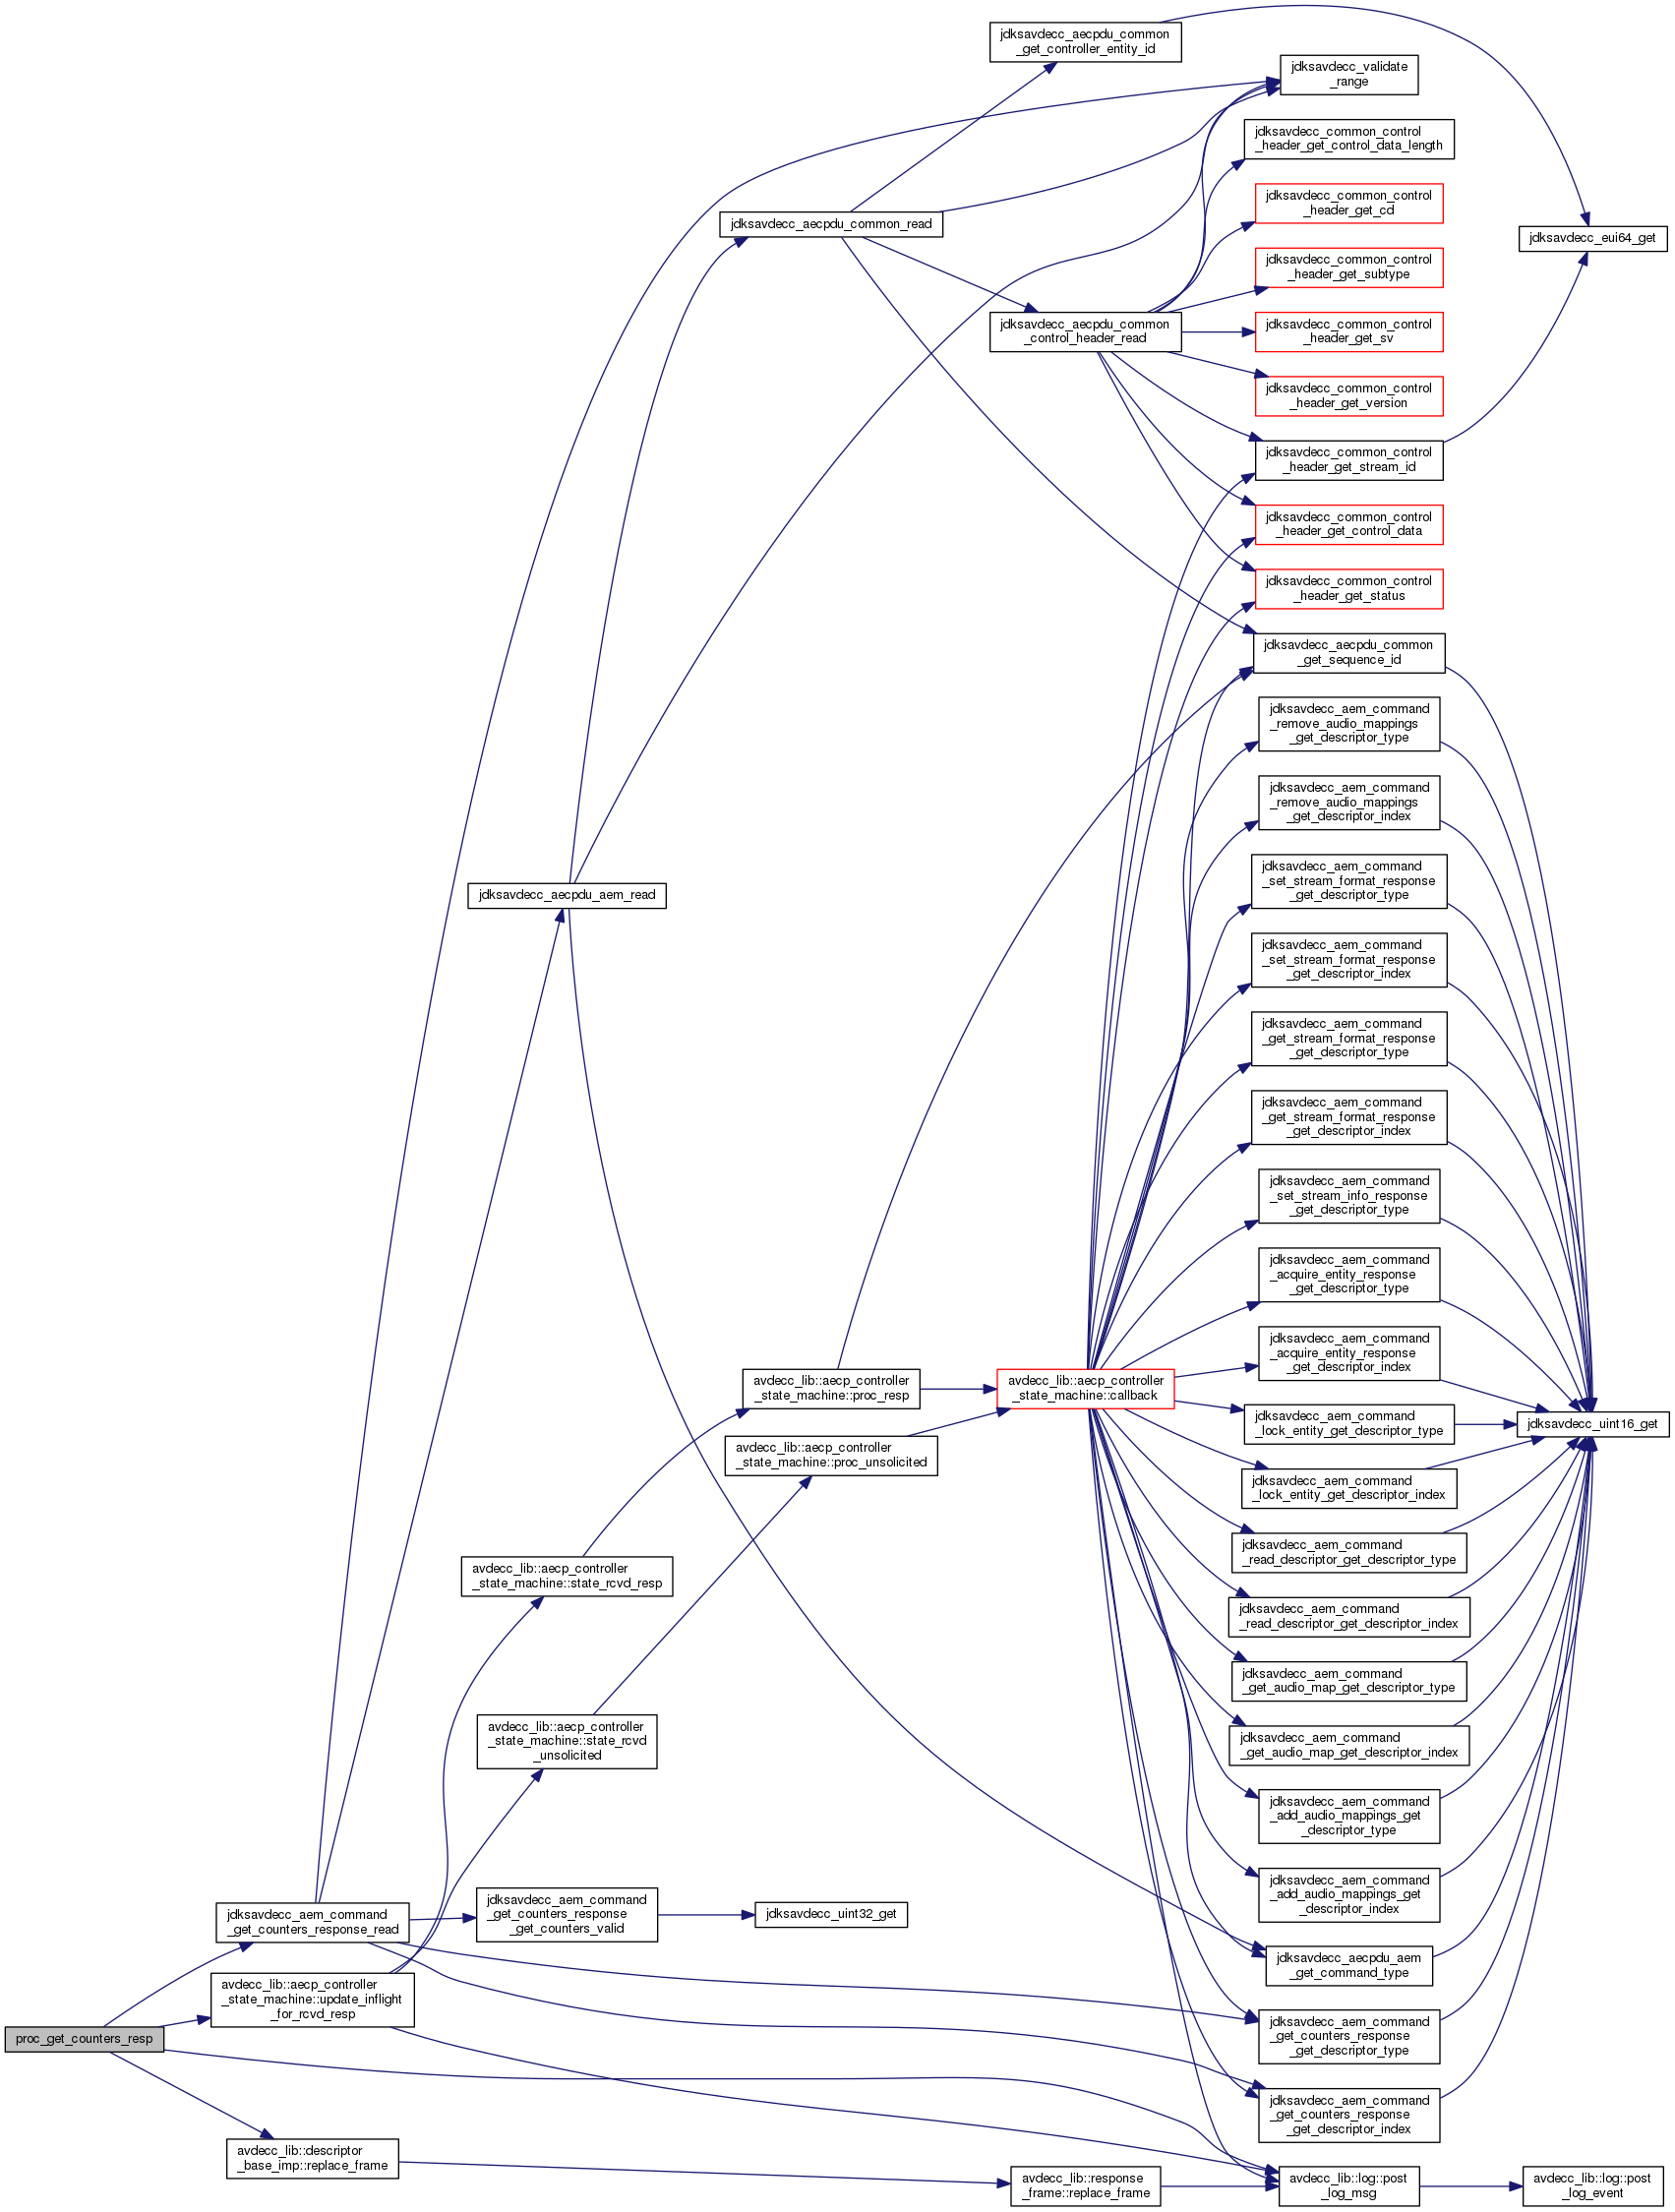 jdksavdecc_aecpdu_common
_get_controller_entity_id
jdksavdecc_validate
_range
jdksavdecc_common_control
_header_get_control_data_length
jdksavdecc_common_control
_header_get_cd
jdksavdecc_aecpdu_common_read
jdksavdecc_eui64_get
jdksavdecc_common_control
_header_get_subtype
jdksavdecc_aecpdu_common
_control_header_read
jdksavdecc_common_control
_header_get_sv
jdksavdecc_common_control
_header_get_version
jdksavdecc_common_control
_header_get_stream_id
jdksavdecc_common_control
_header_get_control_data
jdksavdecc_common_control
_header_get_status
jdksavdecc_aecpdu_common
_get_sequence_id
jdksavdecc_aem_command
_remove_audio_mappings
_get_descriptor_type
jdksavdecc_aem_command
_remove_audio_mappings
_get_descriptor_index
jdksavdecc_aecpdu_aem_read
jdksavdecc_aem_command
_set_stream_format_response
_get_descriptor_type
jdksavdecc_aem_command
_set_stream_format_response
_get_descriptor_index
jdksavdecc_aem_command
_get_stream_format_response
_get_descriptor_type
jdksavdecc_aem_command
_get_stream_format_response
_get_descriptor_index
jdksavdecc_aem_command
_set_stream_info_response
_get_descriptor_type
jdksavdecc_aem_command
_acquire_entity_response
_get_descriptor_type
jdksavdecc_aem_command
_acquire_entity_response
_get_descriptor_index
avdecc_lib::aecp_controller
_state_machine::proc_resp
avdecc_lib::aecp_controller
_state_machine::callback
jdksavdecc_aem_command
_lock_entity_get_descriptor_type
jdksavdecc_uint16_get
avdecc_lib::aecp_controller
_state_machine::proc_unsolicited
jdksavdecc_aem_command
_lock_entity_get_descriptor_index
jdksavdecc_aem_command
_read_descriptor_get_descriptor_type
avdecc_lib::aecp_controller
_state_machine::state_rcvd_resp
jdksavdecc_aem_command
_read_descriptor_get_descriptor_index
jdksavdecc_aem_command
_get_audio_map_get_descriptor_type
avdecc_lib::aecp_controller
_state_machine::state_rcvd
_unsolicited
jdksavdecc_aem_command
_get_audio_map_get_descriptor_index
jdksavdecc_aem_command
_add_audio_mappings_get
_descriptor_type
jdksavdecc_aem_command
_add_audio_mappings_get
_descriptor_index
jdksavdecc_aem_command
_get_counters_response_read
jdksavdecc_aem_command
_get_counters_response
_get_counters_valid
jdksavdecc_uint32_get
jdksavdecc_aecpdu_aem
_get_command_type
avdecc_lib::aecp_controller
_state_machine::update_inflight
_for_rcvd_resp
proc_get_counters_resp
jdksavdecc_aem_command
_get_counters_response
_get_descriptor_type
jdksavdecc_aem_command
_get_counters_response
_get_descriptor_index
avdecc_lib::descriptor
_base_imp::replace_frame
avdecc_lib::response
_frame::replace_frame
avdecc_lib::log::post
_log_msg
avdecc_lib::log::post
_log_event